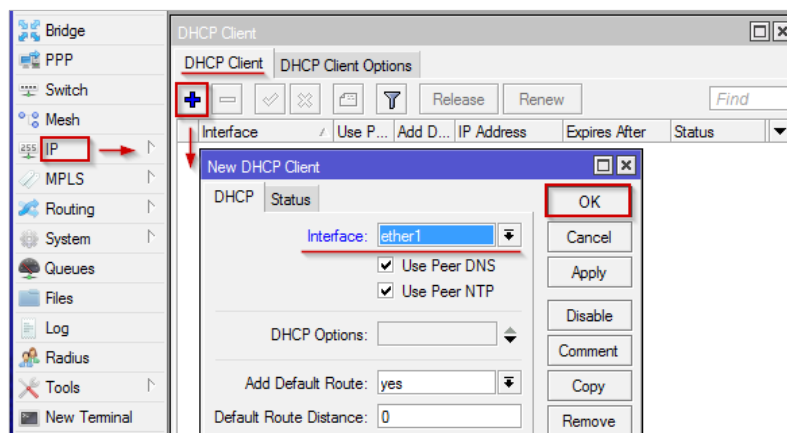 Bridge
PPP
Switch
Mesh
255 IP
MPLS
Routing
System
Queues
Files
Log
Radius
Tools
New Terminal
DHCP Client
DHCP Client DHCP Client Options
Release Renew Find
Interface Use P... Add D... IP Address Expires After Status
New DHCP Client
DHCP Status
Interface: ether1
Use Peer DNS
Use Peer NTP
DHCP Options:
Add Default Route: yes
Default Route Distance: 0
OK
Cancel
Apply
Disable
Comment
Copy
Remove